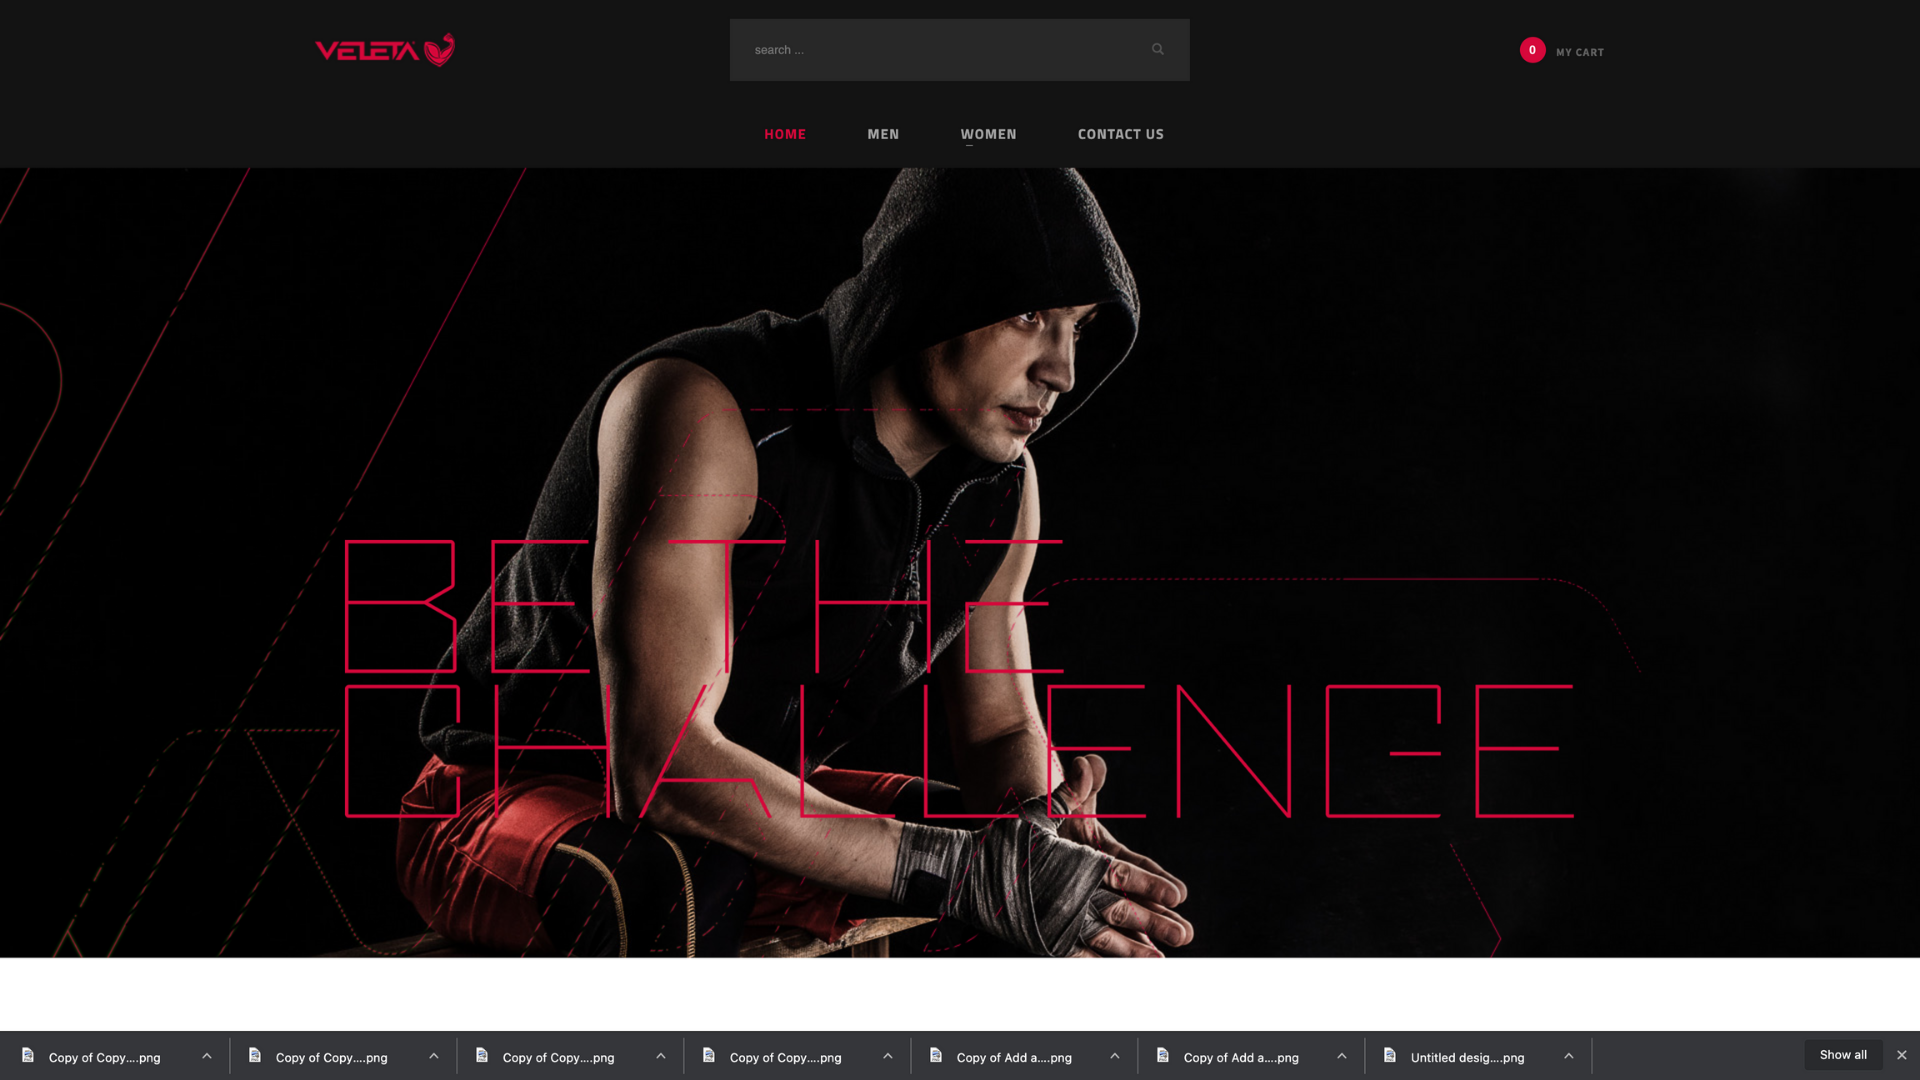 VELETA
search ...
0 MY CART
HOME MEN WOMEN CONTACT US
BE THE
CHALLENGE
Copy of Copy....png
Copy of Copy....png
Copy of Copy....png
Copy of Copy....png
Copy of Add a....png
Copy of Add a....png
Untitled desig....png
Show all